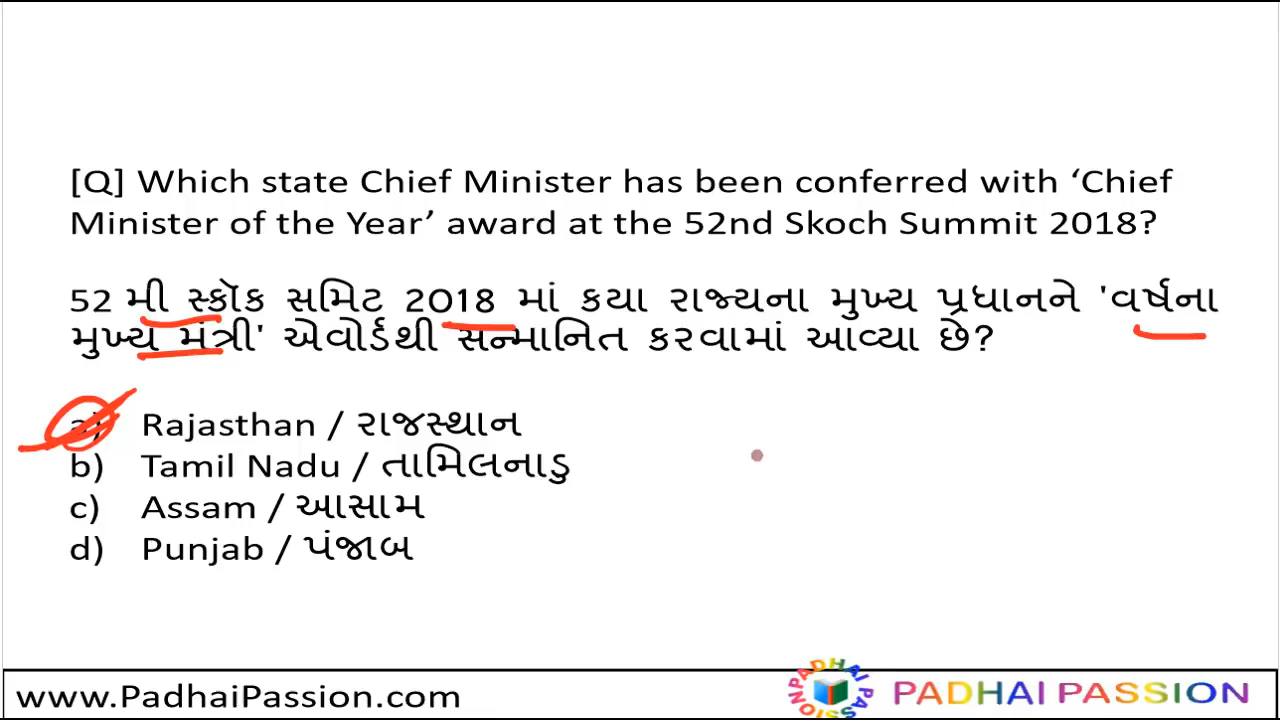 [Q] Which state Chief Minister has been conferred with ‘Chief
Minister of the Year’ award at the 52nd Skoch Summit 2018?
52 મી સ્કૉક સમિટ 2018 માં કયા રાજ્યના મુખ્ય પ્રધાનને 'વર્ષના
મુખ્ય મંત્રી' એવોર્ડથી સન્માનિત કરવામાં આવ્યા છે?
a) Rajasthan / રાજસ્થાન
b) Tamil Nadu / તામિલનાડુ
c) Assam / આસામ
d) Punjab / પંજાબ
www.PadhaiPassion.com
PADHAI PASSION
PADHAI PASSION